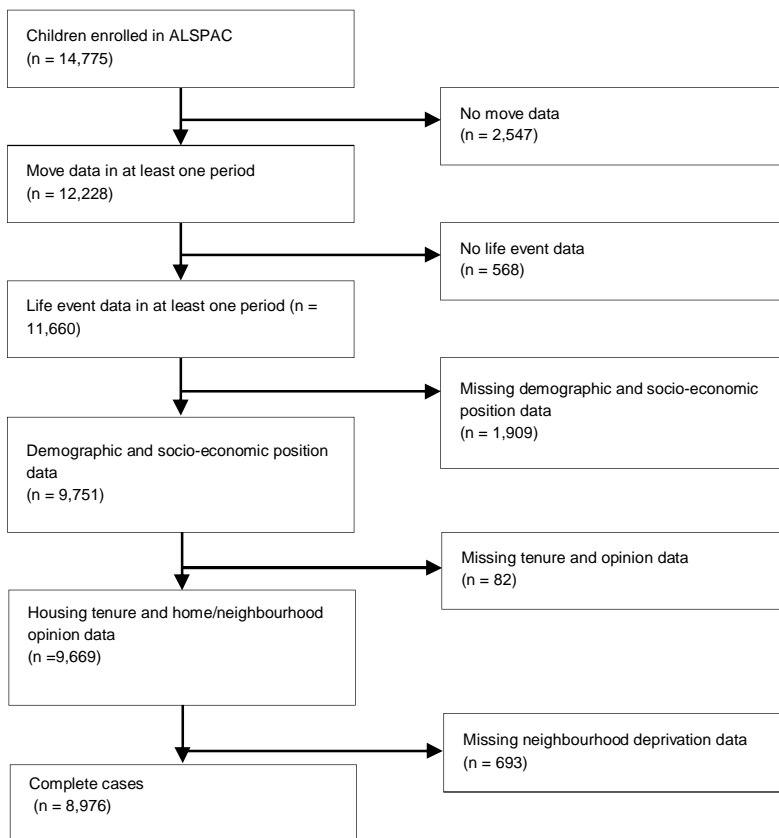 Children enrolled in ALSPAC
(n = 14,775)
No move data
(n = 2,547)
Move data in at least one period
(n = 12,228)
No life event data
(n = 568)
Life event data in at least one period (n =
11,660)
Missing demographic and socio-economic
position data
(n = 1,909)
Demographic and socio-economic position
data
(n = 9,751)
Missing tenure and opinion data
(n = 82)
Housing tenure and home/neighbourhood
opinion data
(n =9,669)
Missing neighbourhood deprivation data
(n = 693)
Complete cases
(n = 8,976)